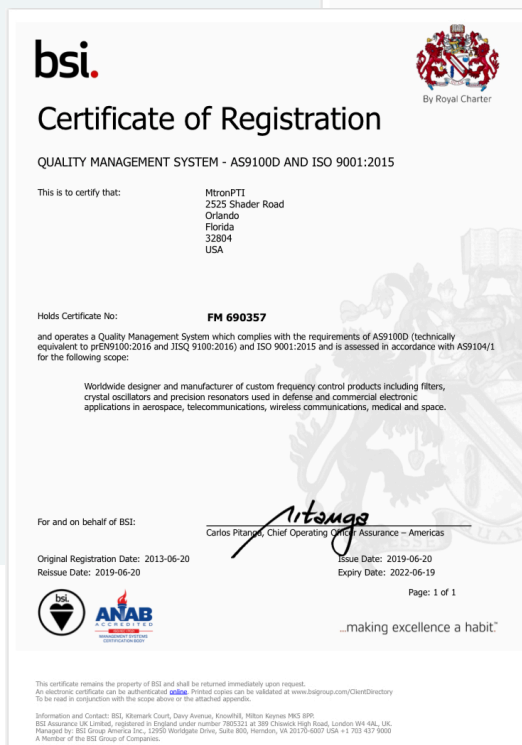 bsi.
By Royal Charter
Certificate of Registration
QUALITY MANAGEMENT SYSTEM - AS9100D AND ISO 9001:2015
This is to certify that:
MtronPTI
2525 Shader Road
Orlando
Florida
32804
USA
Holds Certificate No:
FM 690357
and operates a Quality Management System which complies with the requirements of AS9100D (technically
equivalent to prEN9100:2016 and JISQ 9100:2016) and ISO 9001:2015 and is assessed in accordance with AS9104/1
for the following scope:
Worldwide designer and manufacturer of custom frequency control products including filters,
crystal oscillators and precision resonators used in defense and commercial electronic
applications in aerospace, telecommunications, wireless communications, medical and space.
For and on behalf of BSI:
Pitanga
Carlos Pitanga, Chief Operating Officer Assurance – Americas
Original Registration Date: 2013-06-20
Issue Date: 2019-06-20
Reissue Date: 2019-06-20
Expiry Date: 2022-06-19
Page: 1 of 1
bsi.
ANAB
ACCREDITED
MANAGEMENT SYSTEMS
CERTIFICATION BODY
...making excellence a habit.™
This certificate remains the property of BSI and shall be returned immediately upon request.
An electronic certificate can be authenticated online. Printed copies can be validated at www.bsigroup.com/ClientDirectory
To be read in conjunction with the scope above or the attached appendix.
Information and Contact: BSI, Kitemark Court, Davy Avenue, Knowlhill, Milton Keynes MK5 8PP.
BSI Assurance UK Limited, registered in England under number 7805321 at 389 Chiswick High Road, London W4 4AL, UK.
Managed by: BSI Group America Inc., 12950 Worldgate Drive, Suite 800, Herndon, VA 20170-6007 USA +1 703 437 9000
A Member of the BSI Group of Companies.